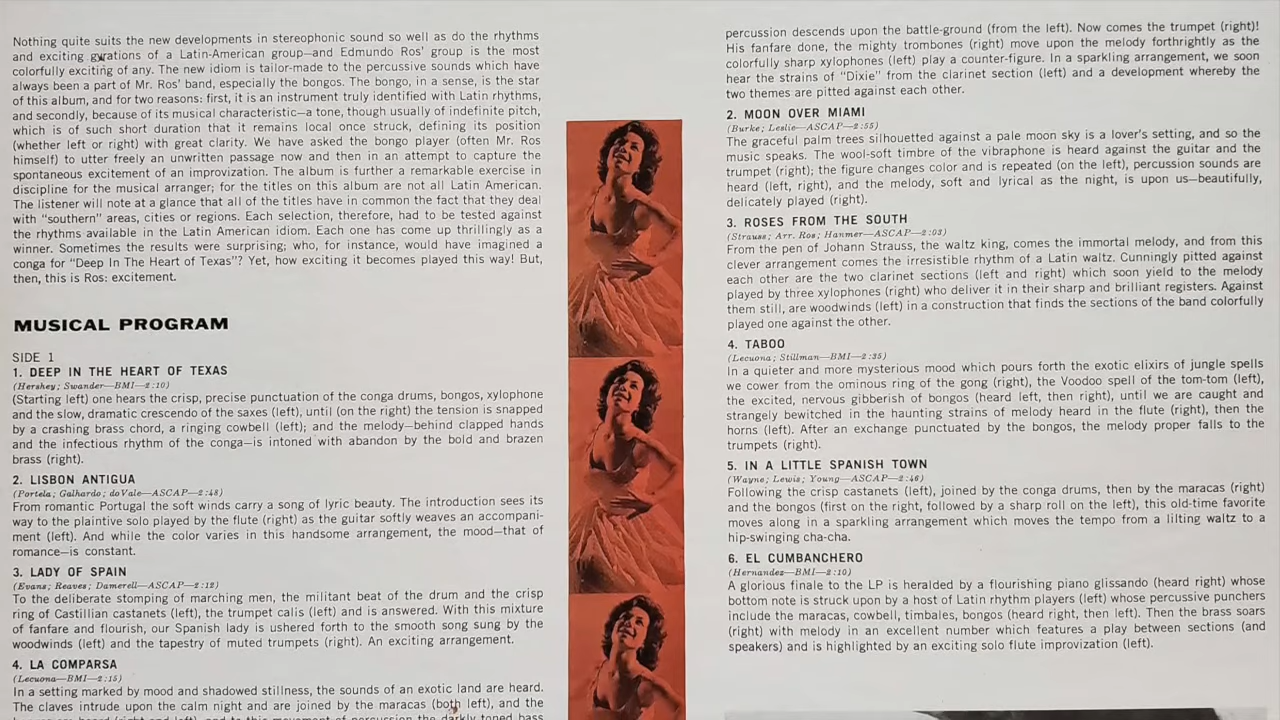 Nothing quite suits the new developments in stereophonic sound so well as do the rhythms
and exciting gyrations of a Latin-American group—and Edmundo Ros' group is the most
colorfully exciting of any. The new idiom is tailor-made to the percussive sounds which have
always been a part of Mr. Ros' band, especially the bongos. The bongo, in a sense, is the star
of this album, and for two reasons: first, it is an instrument truly identified with Latin rhythms,
and secondly, because of its musical characteristic—a tone, though usually of indefinite pitch,
which is of such short duration that it remains local once struck, defining its position
(whether left or right) with great clarity. We have asked the bongo player (often Mr. Ros
himself) to utter freely an unwritten passage now and then in an attempt to capture the
spontaneous excitement of an improvization. The album is further a remarkable exercise in
discipline for the musical arranger; for the titles on this album are not all Latin American.
The listener will note at a glance that all of the titles have in common the fact that they deal
with "southern" areas, cities or regions. Each selection, therefore, had to be tested against
the rhythms available in the Latin American idiom. Each one has come up thrillingly as a
winner. Sometimes the results were surprising; who, for instance, would have imagined a
conga for "Deep In The Heart of Texas"? Yet, how exciting it becomes played this way! But,
then, this is Ros: excitement.
MUSICAL PROGRAM
SIDE 1
1. DEEP IN THE HEART OF TEXAS
(Hershey; Swander—BMI—2:10)
(Starting left) one hears the crisp, precise punctuation of the conga drums, bongos, xylophone
and the slow, dramatic crescendo of the saxes (left), until (on the right) the tension is snapped
by a crashing brass chord, a ringing cowbell (left); and the melody—behind clapped hands
and the infectious rhythm of the conga—is intoned with abandon by the bold and brazen
brass (right).
2. LISBON ANTIGUA
(Portela; Galhardo; do Vale—ASCAP—2:48)
From romantic Portugal the soft winds carry a song of lyric beauty. The introduction sees its
way to the plaintive solo played by the flute (right) as the guitar softly weaves an accompani-
ment (left). And while the color varies in this handsome arrangement, the mood—that of
romance—is constant.
3. LADY OF SPAIN
(Evans; Reaves; Damerell—ASCAP—2:12)
To the deliberate stomping of marching men, the militant beat of the drum and the crisp
ring of Castillian castanets (left), the trumpet calls (left) and is answered. With this mixture
of fanfare and flourish, our Spanish lady is ushered forth to the smooth song sung by the
woodwinds (left) and the tapestry of muted trumpets (right). An exciting arrangement.
4. LA COMPARSA
(Lecuona—BMI—2:15)
In a setting marked by mood and shadowed stillness, the sounds of an exotic land are heard.
The claves intrude upon the calm night and are joined by the maracas (both left), and the
percussion descends upon the battle-ground (from the left). Now comes the trumpet (right)!
His fanfare done, the mighty trombones (right) move upon the melody forthrightly as the
colorfully sharp xylophones (left) play a counter-figure. In a sparkling arrangement, we soon
hear the strains of "Dixie" from the clarinet section (left) and a development whereby the
two themes are pitted against each other.
2. MOON OVER MIAMI
(Burke; Leslie—ASCAP—2:55)
The graceful palm trees silhouetted against a pale moon sky is a lover's setting, and so the
music speaks. The wool-soft timbre of the vibraphone is heard against the guitar and the
trumpet (right); the figure changes color and is repeated (on the left), percussion sounds are
heard (left, right), and the melody, soft and lyrical as the night, is upon us—beautifully,
delicately played (right).
3. ROSES FROM THE SOUTH
(Strauss; Arr. Ros; Hanmer—ASCAP—2:03)
From the pen of Johann Strauss, the waltz king, comes the immortal melody, and from this
clever arrangement comes the irresistible rhythm of a Latin waltz. Cunningly pitted against
each other are the two clarinet sections (left and right) which soon yield to the melody
played by three xylophones (right) who deliver it in their sharp and brilliant registers. Against
them still, are woodwinds (left) in a construction that finds the sections of the band colorfully
played one against the other.
4. TABOO
(Lecuona; Stillman—BMI—2:35)
In a quieter and more mysterious mood which pours forth the exotic elixirs of jungle spells
we cower from the ominous ring of the gong (right), the Voodoo spell of the tom-tom (left),
the excited, nervous gibberish of bongos (heard left, then right), until we are caught and
strangely bewitched in the haunting strains of melody heard in the flute (right), then the
horns (left). After an exchange punctuated by the bongos, the melody proper falls to the
trumpets (right).
5. IN A LITTLE SPANISH TOWN
(Wayne; Lewis; Young—ASCAP—2:46)
Following the crisp castanets (left), joined by the conga drums, then by the maracas (right)
and the bongos (first on the right, followed by a sharp roll on the left), this old-time favorite
moves along in a sparkling arrangement which moves the tempo from a lilting waltz to a
hip-swinging cha-cha.
6. EL CUMBANCHERO
(Hernandez—BMI—2:10)
A glorious finale to the LP is heralded by a flourishing piano glissando (heard right) whose
bottom note is struck upon by a host of Latin rhythm players (left) whose percussive punchers
include the maracas, cowbell, timbales, bongos (heard right, then left). Then the brass soars
(right) with melody in an excellent number which features a play between sections (and
speakers) and is highlighted by an exciting solo flute improvization (left).